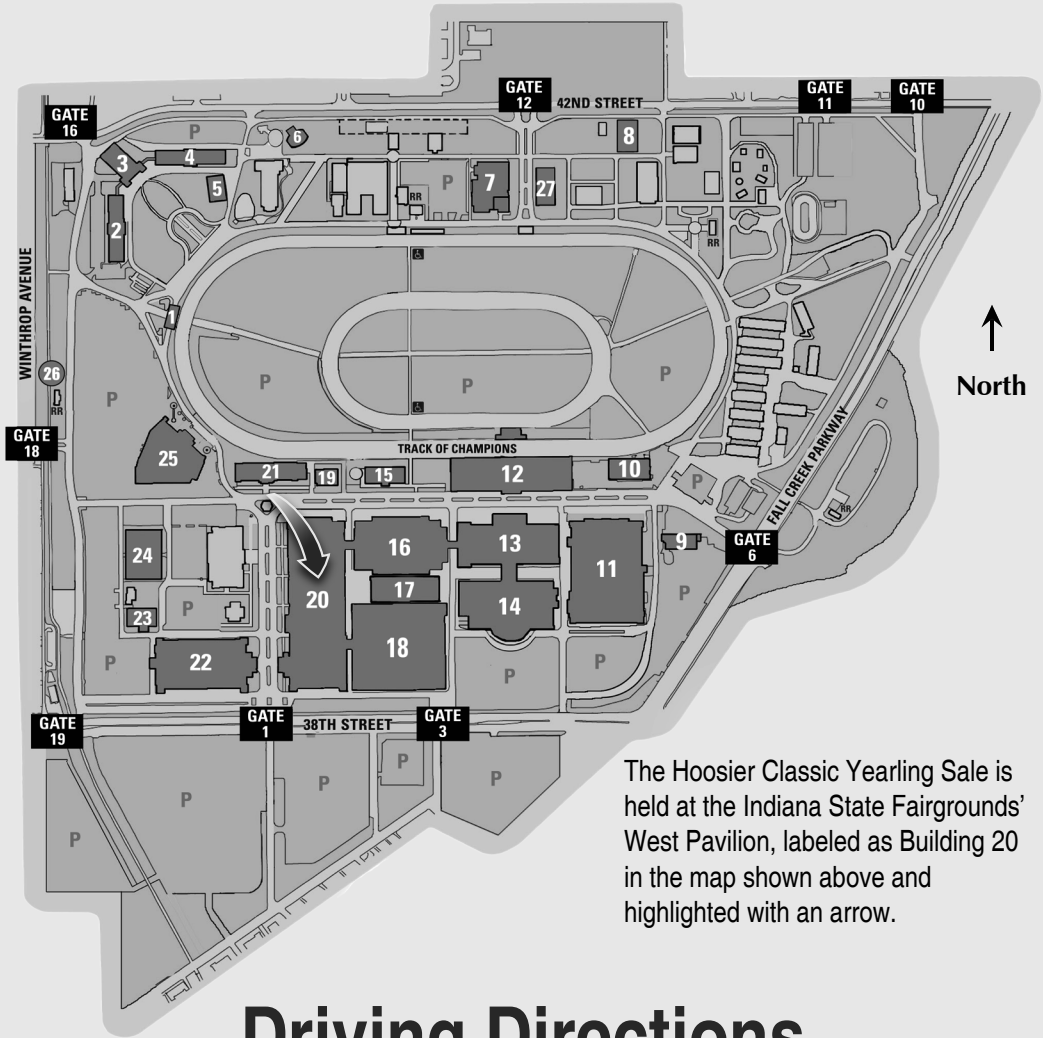 GATE 12
42ND STREET
GATE 11
GATE 10
GATE 16
P
6
8
3
4
5
P
7
27
RR
2
RR
WINTHROP AVENUE
1
26
RR
P
P
P
P
North
GATE 18
TRACK OF CHAMPIONS
25
21
19
15
12
10
P
FALL CREEK PARKWAY
RR
24
20
16
17
13
14
11
9
GATE 6
P
23
P
18
P
22
P
P
GATE 19
GATE 1
38TH STREET
GATE 3
P
P
P
P
P
The Hoosier Classic Yearling Sale is
held at the Indiana State Fairgrounds’
West Pavilion, labeled as Building 20
in the map shown above and
highlighted with an arrow.
Driving Directions